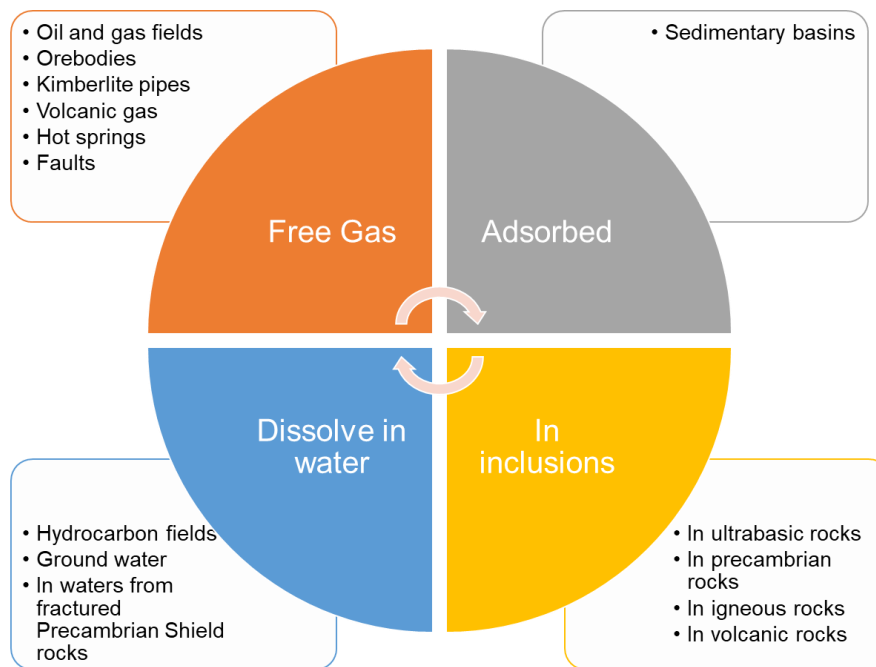 • Oil and gas fields
• Orebodies
• Kimberlite pipes
• Volcanic gas
• Hot springs
• Faults
• Sedimentary basins
Free Gas
Adsorbed
Dissolve in
water
In
inclusions
• Hydrocarbon fields
• Ground water
• In waters from
fractured
Precambrian Shield
rocks
• In ultrabasic rocks
• In precambrian
rocks
• In igneous rocks
• In volcanic rocks